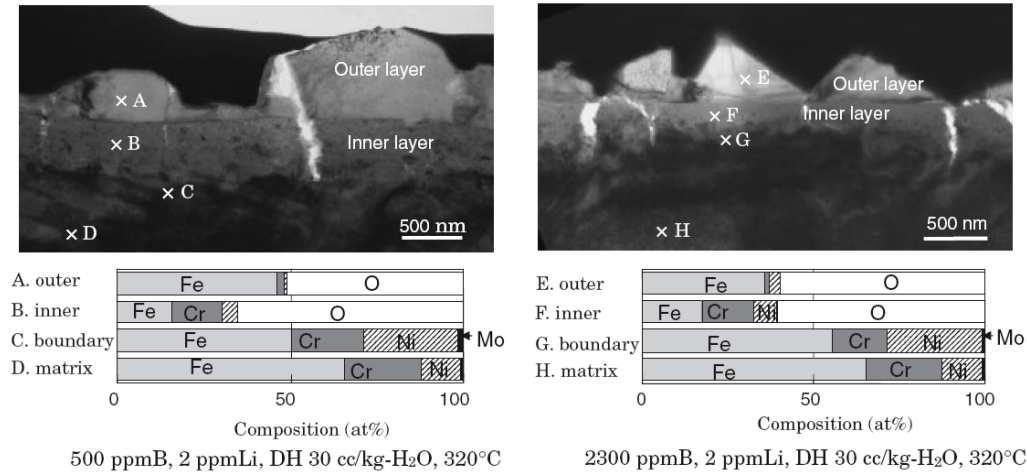 Outer layer
× A
× B
Inner layer
× C
× D
500 nm
× E
Outer layer
Inner layer
× F
× G
× H
500 nm
A. outer Fe O
B. inner Fe Cr O
C. boundary Fe Cr Ni Mo
D. matrix Fe Cr Ni
0 50 100
Composition (at%)
500 ppmB, 2 ppmLi, DH 30 cc/kg-H₂O, 320°C
E. outer Fe O
F. inner Fe Cr Ni O
G. boundary Fe Cr Ni Mo
H. matrix Fe Cr Ni
0 50 100
Composition (at%)
2300 ppmB, 2 ppmLi, DH 30 cc/kg-H₂O, 320°C